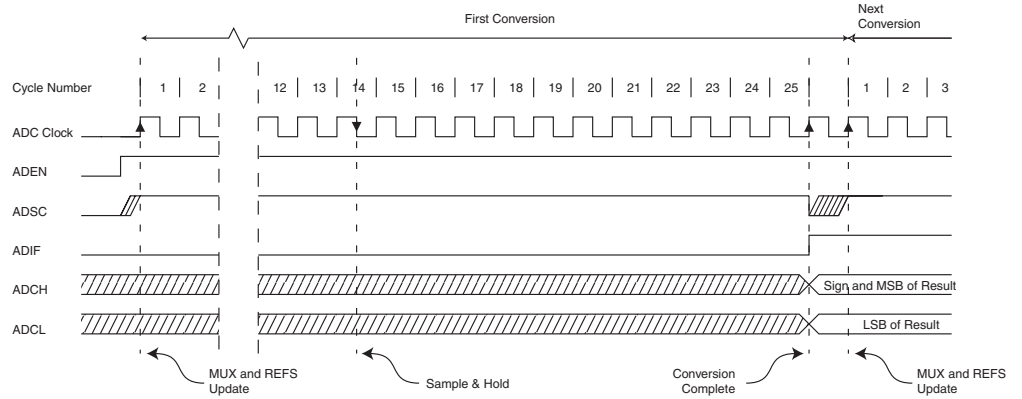 First Conversion
Next
Conversion
Cycle Number 1 2 12 13 14 15 16 17 18 19 20 21 22 23 24 25 1 2 3
ADC Clock
ADEN
ADSC
ADIF
ADCH Sign and MSB of Result
ADCL LSB of Result
MUX and REFS
Update
Sample & Hold
Conversion
Complete
MUX and REFS
Update